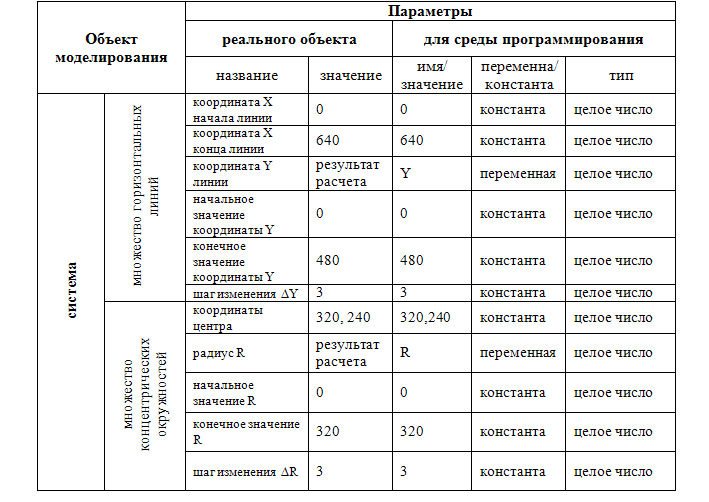 Объект
моделирования
Параметры
реального объекта
для среды программирования
название
значение
имя/
значение
переменна/
константа
тип
система
множество горизонтальных
линий
координата X
начала линии
0
0
константа
целое число
координата X
конца линии
640
640
константа
целое число
координата Y
линии
результат
расчета
Y
переменная
целое число
начальное
значение
координаты Y
0
0
константа
целое число
конечное
значение
координаты Y
480
480
константа
целое число
шаг изменения ΔY
3
3
константа
целое число
множество
концентрических
окружностей
координаты
центра
320, 240
320,240
константа
целое число
радиус R
результат
расчета
R
переменная
целое число
начальное
значение R
0
0
константа
целое число
конечное значение
R
320
320
константа
целое число
шаг изменения ΔR
3
3
константа
целое число